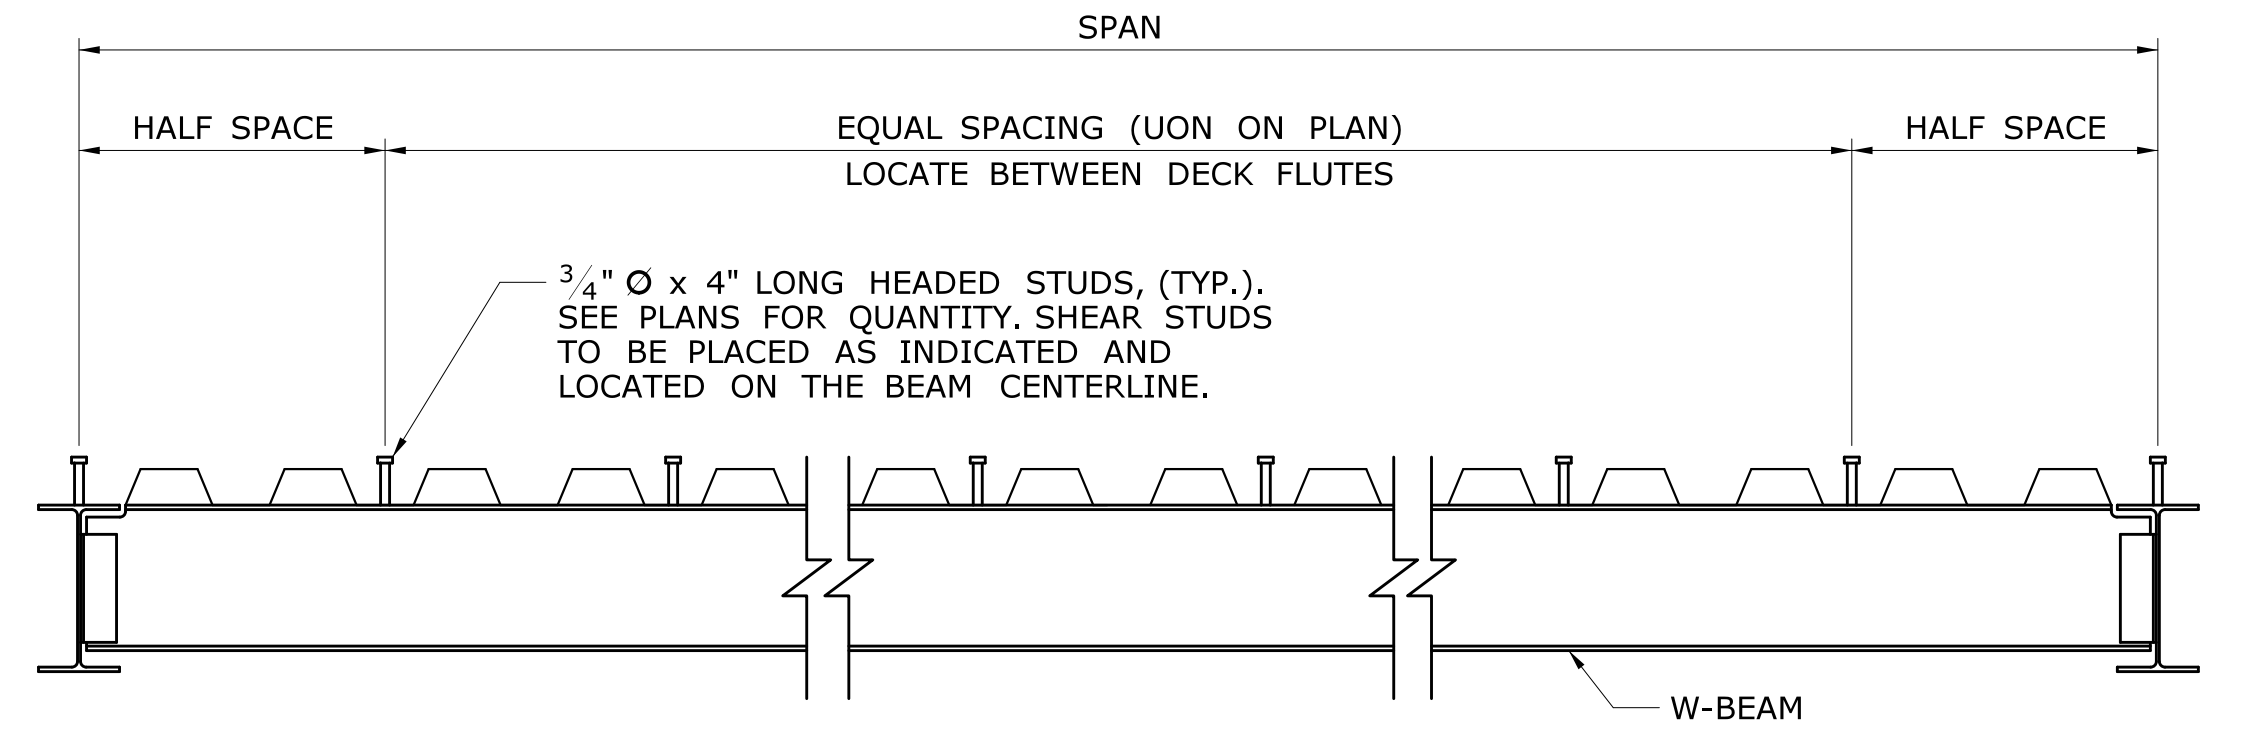 SPAN
HALF SPACE
EQUAL SPACING (UON ON PLAN)
HALF SPACE
LOCATE BETWEEN DECK FLUTES
3/4" Ø x 4" LONG HEADED STUDS, (TYP.).
SEE PLANS FOR QUANTITY. SHEAR STUDS
TO BE PLACED AS INDICATED AND
LOCATED ON THE BEAM CENTERLINE.
W-BEAM